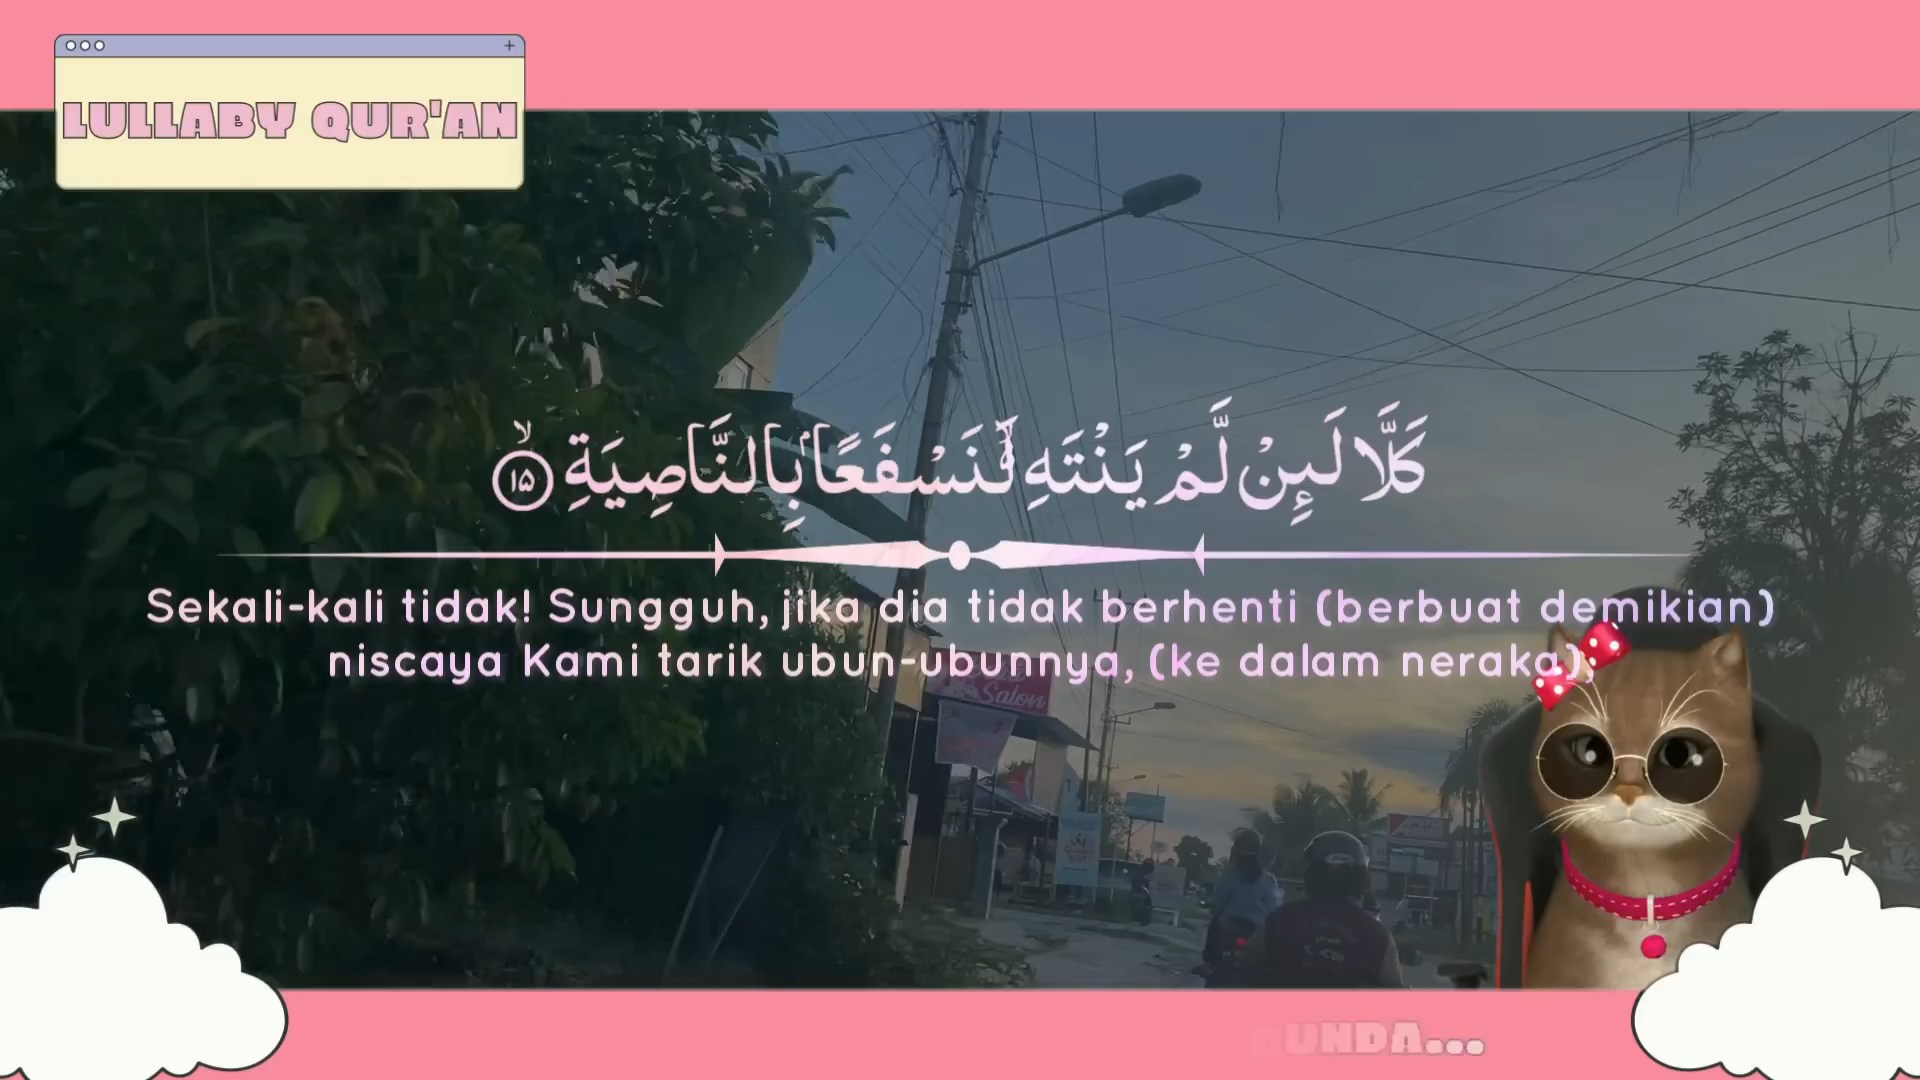 LULLABY QUR'AN
كَلَّا لَىِٕنْ لَّمْ يَنْتَهِ ەۙ لَنَسْفَعًاۢ بِالنَّاصِيَةِۙ ١٥
Sekali-kali tidak! Sungguh, jika dia tidak berhenti (berbuat demikian)
niscaya Kami tarik ubun-ubunnya, (ke dalam neraka),
Salon
UNDA...